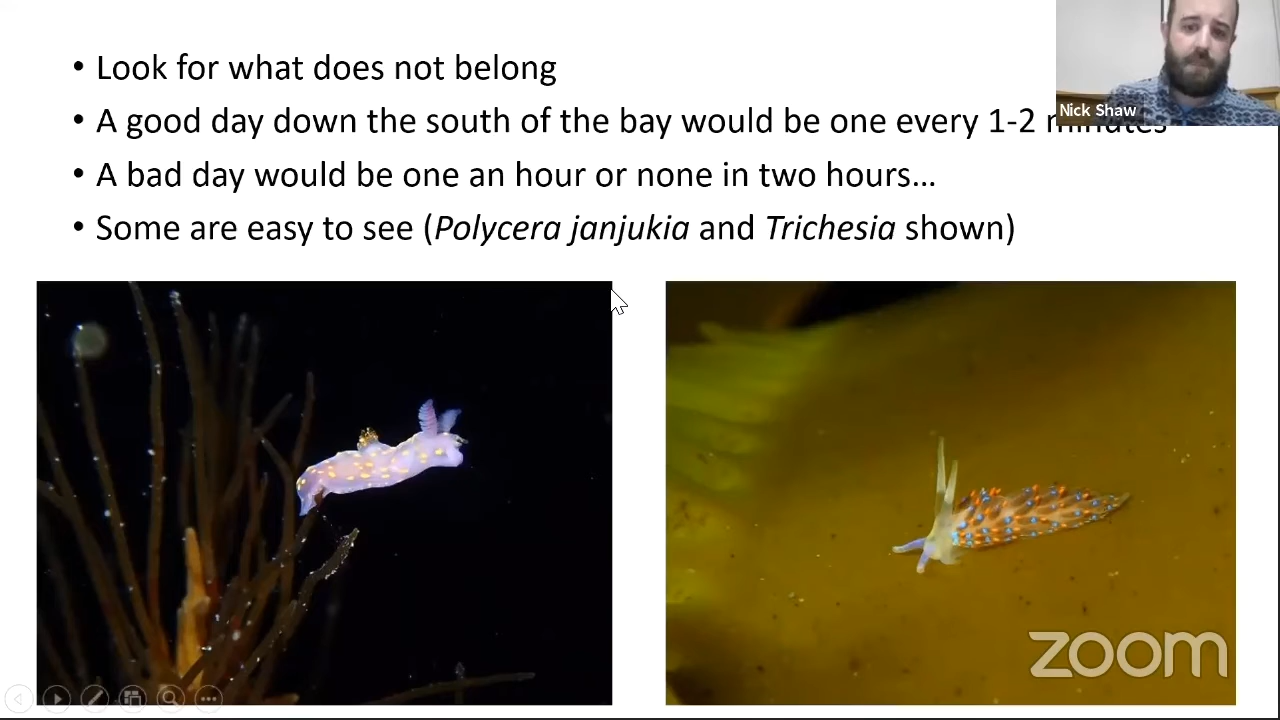 • Look for what does not belong
Nick Shaw
• A good day down the south of the bay would be one every 1-2 minutes
• A bad day would be one an hour or none in two hours…
• Some are easy to see (Polycera janjukia and Trichesia shown)
zoom